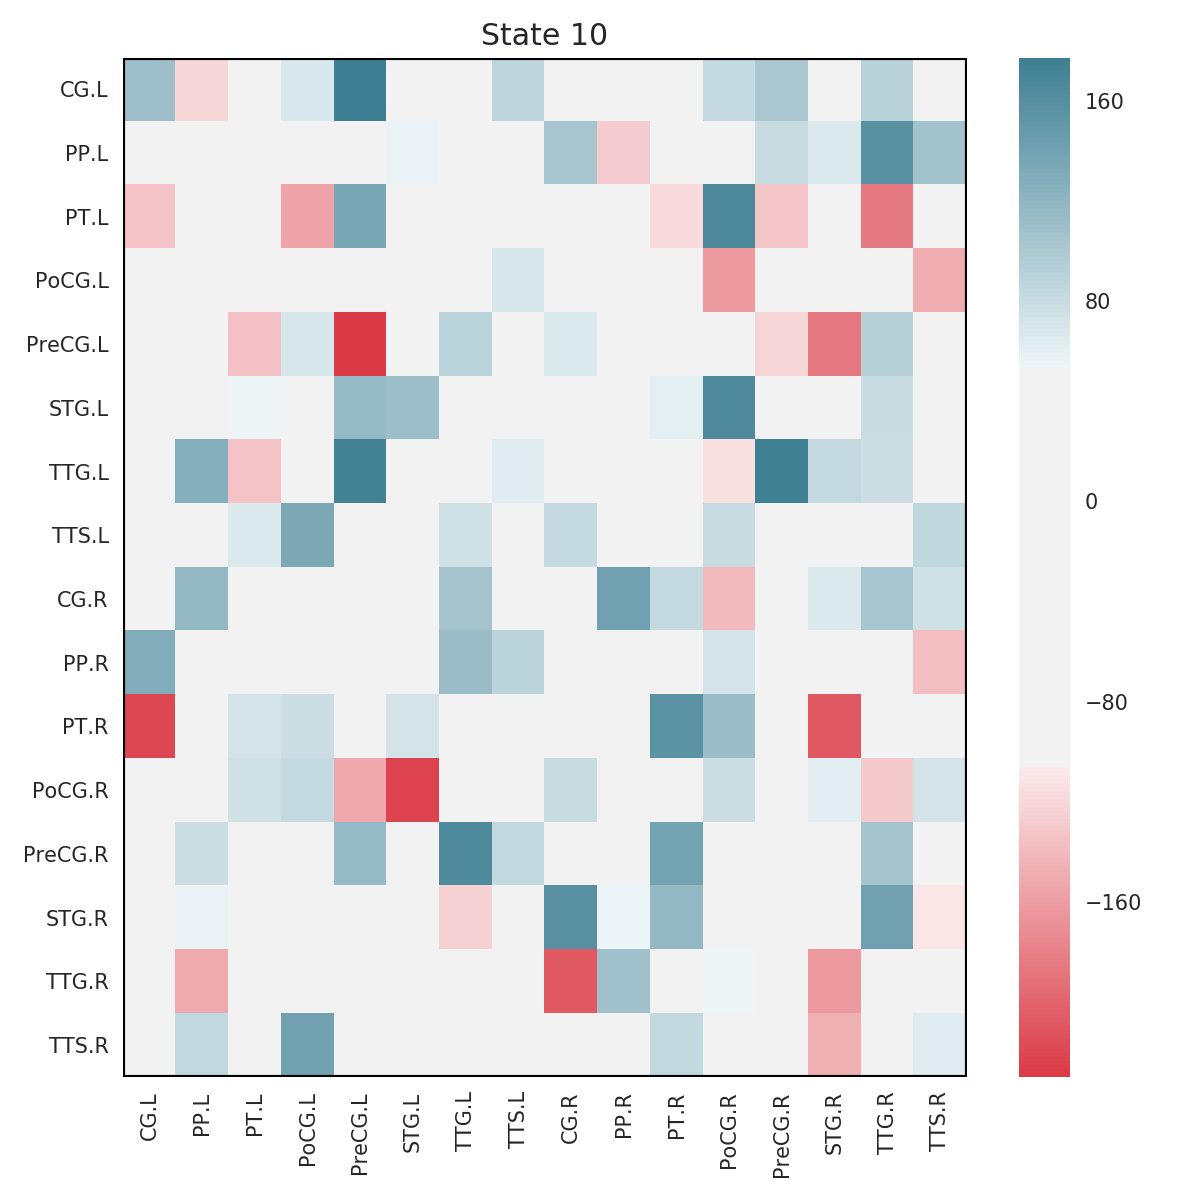 State 10
CG.L
PP.L
PT.L
PoCG.L
PreCG.L
STG.L
TTG.L
TTS.L
CG.R
PP.R
PT.R
PoCG.R
PreCG.R
STG.R
TTG.R
TTS.R
CG.L
PP.L
PT.L
PoCG.L
PreCG.L
STG.L
TTG.L
TTS.L
CG.R
PP.R
PT.R
PoCG.R
PreCG.R
STG.R
TTG.R
TTS.R
160
80
0
−80
−160